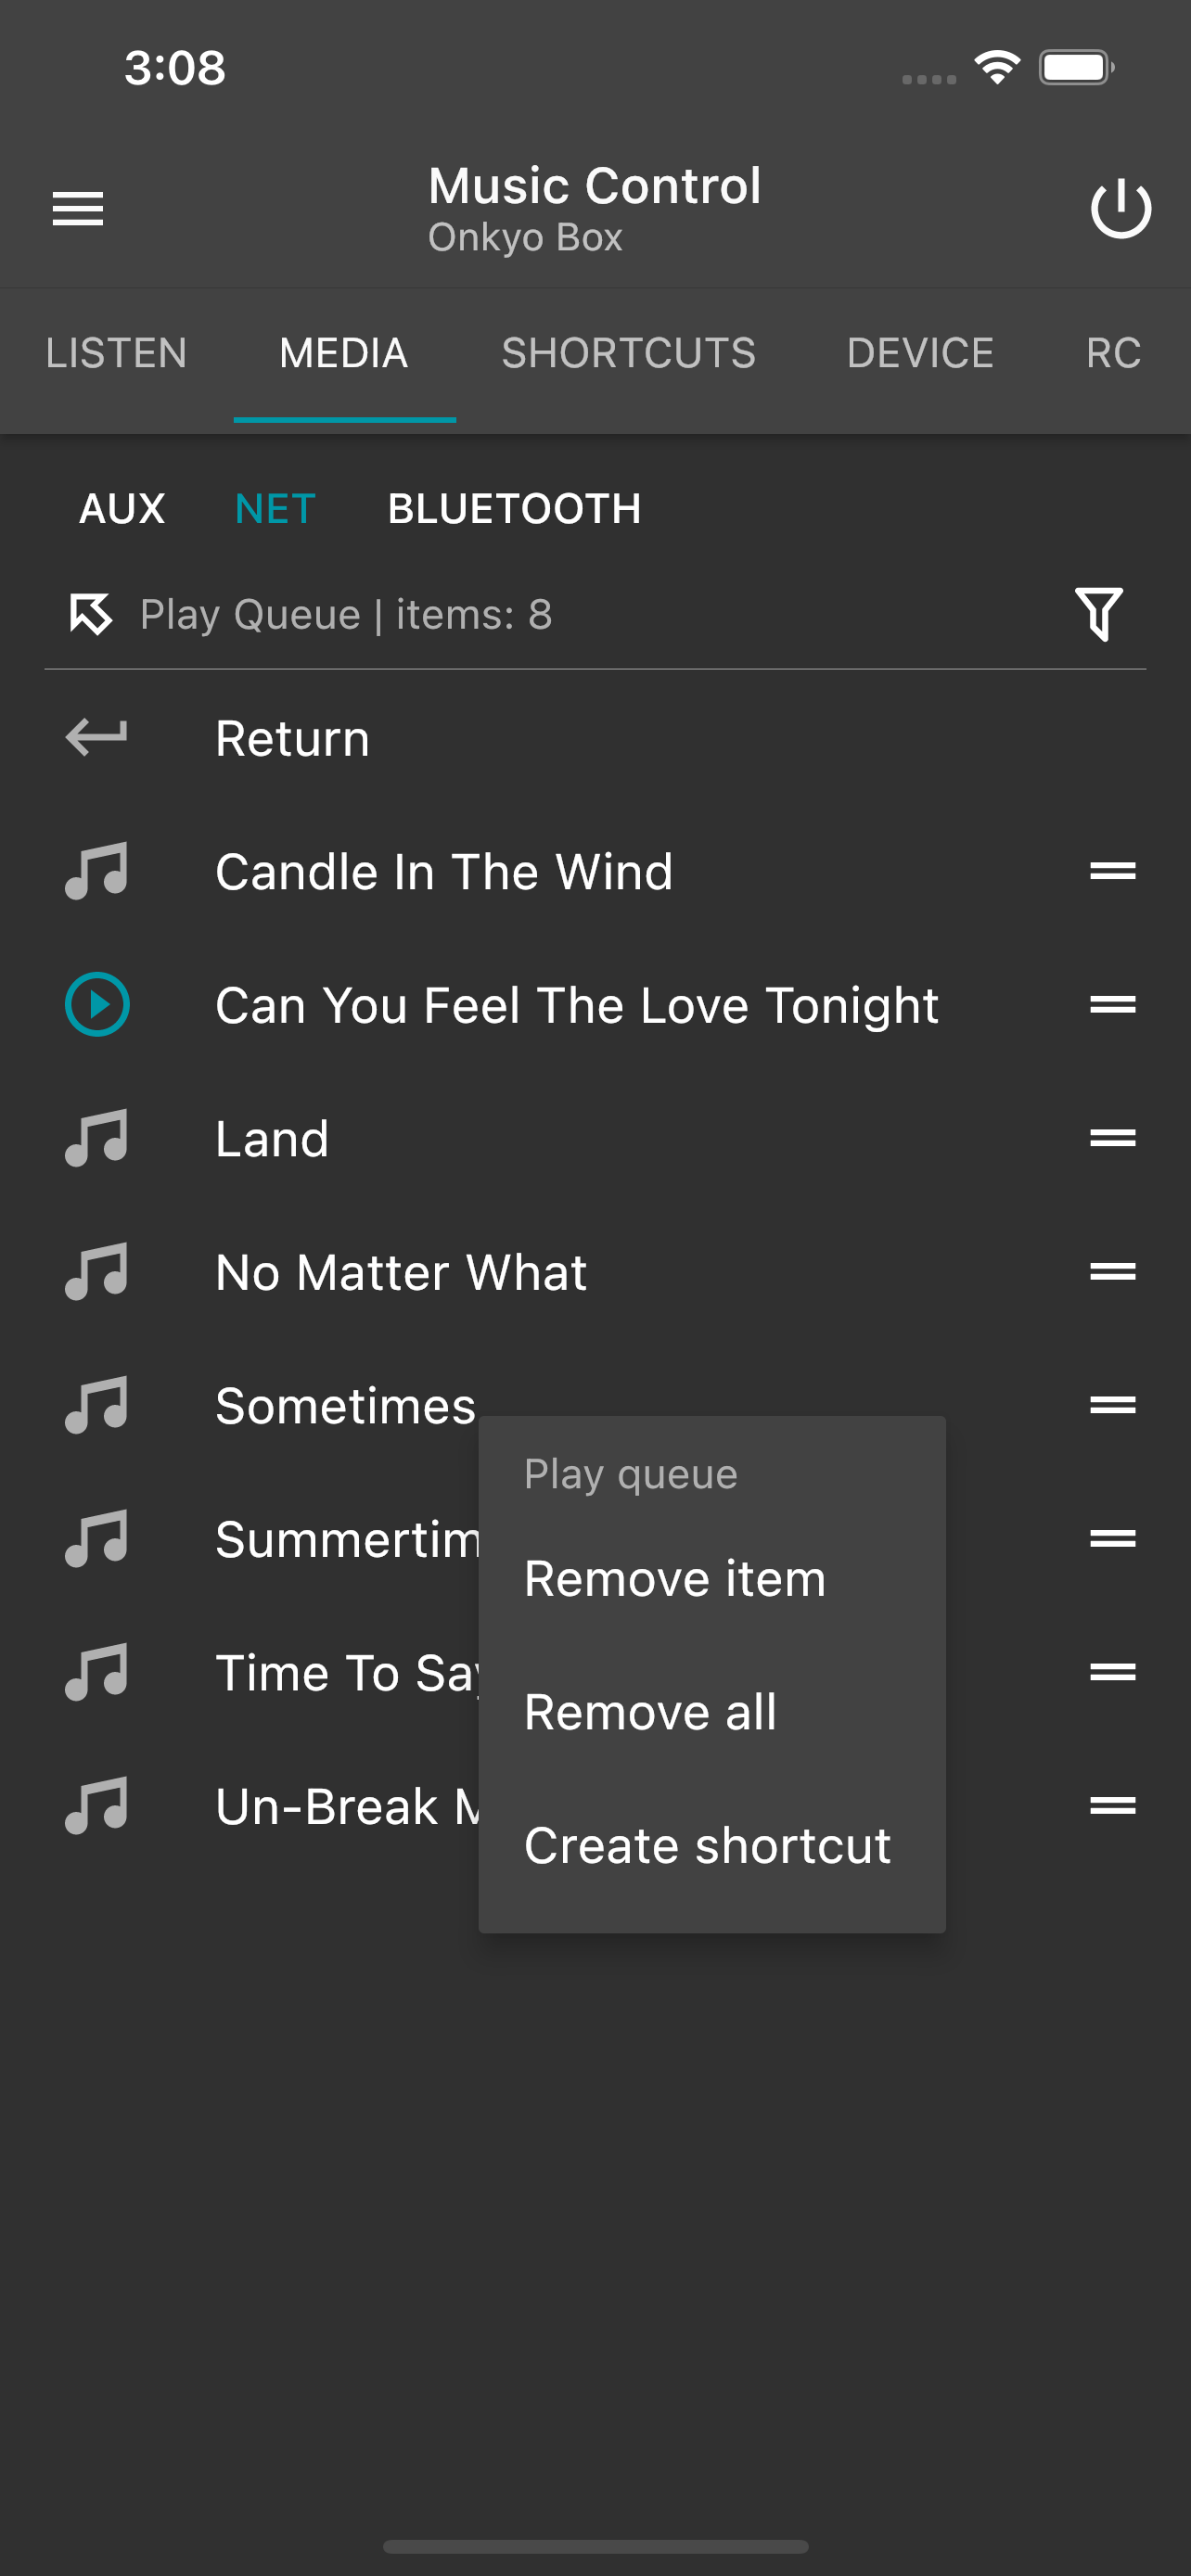 3:08
Music Control
Onkyo Box
LISTEN MEDIA SHORTCUTS DEVICE RC
AUX NET BLUETOOTH
Play Queue | items: 8
Return
Candle In The Wind
Can You Feel The Love Tonight
Land
No Matter What
Sometimes
Play queue
Summertim
Remove item
Time To Say
Remove all
Un-Break
Create shortcut